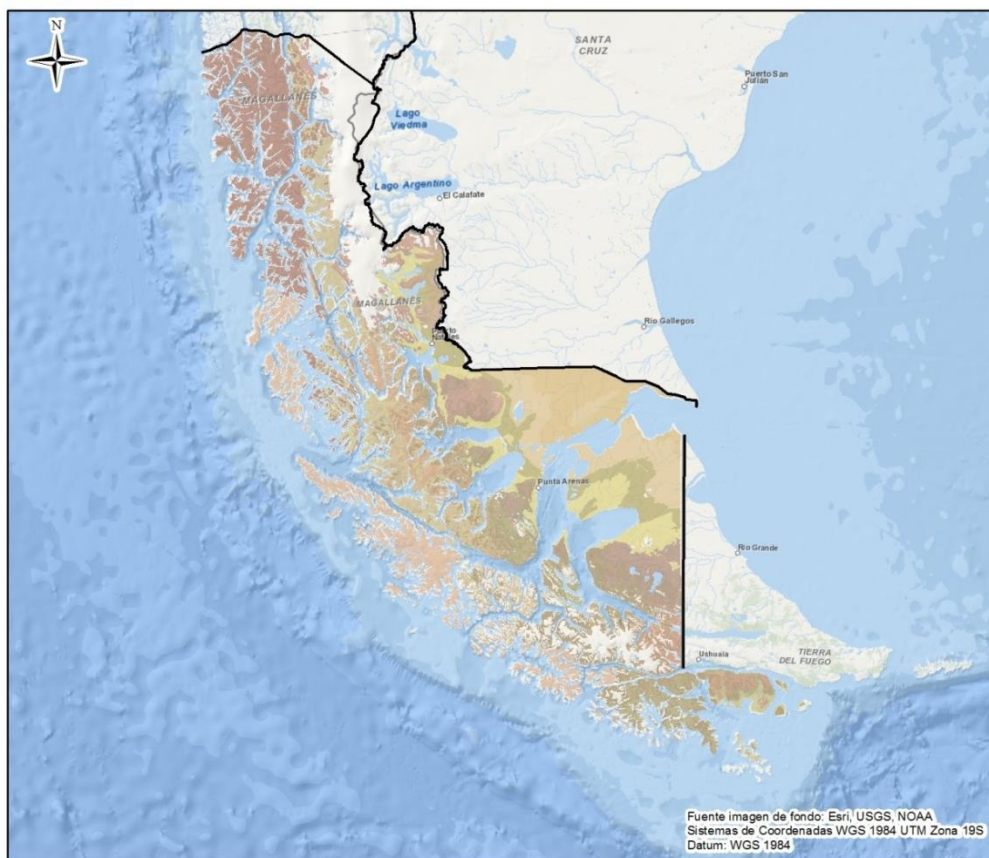 N
SANTA
CRUZ
Puerto San
Julián
MAGALLANES
Lago
Viedma
Lago Argentino
El Calafate
MAGALLANES
Río Gallegos
Puerto
Natales
Punta Arenas
Río Grande
Ushuaia
TIERRA
DEL FUEGO
Fuente imagen de fondo: Esri, USGS, NOAA
Sistemas de Coordenadas WGS 1984 UTM Zona 19S
Datum: WGS 1984